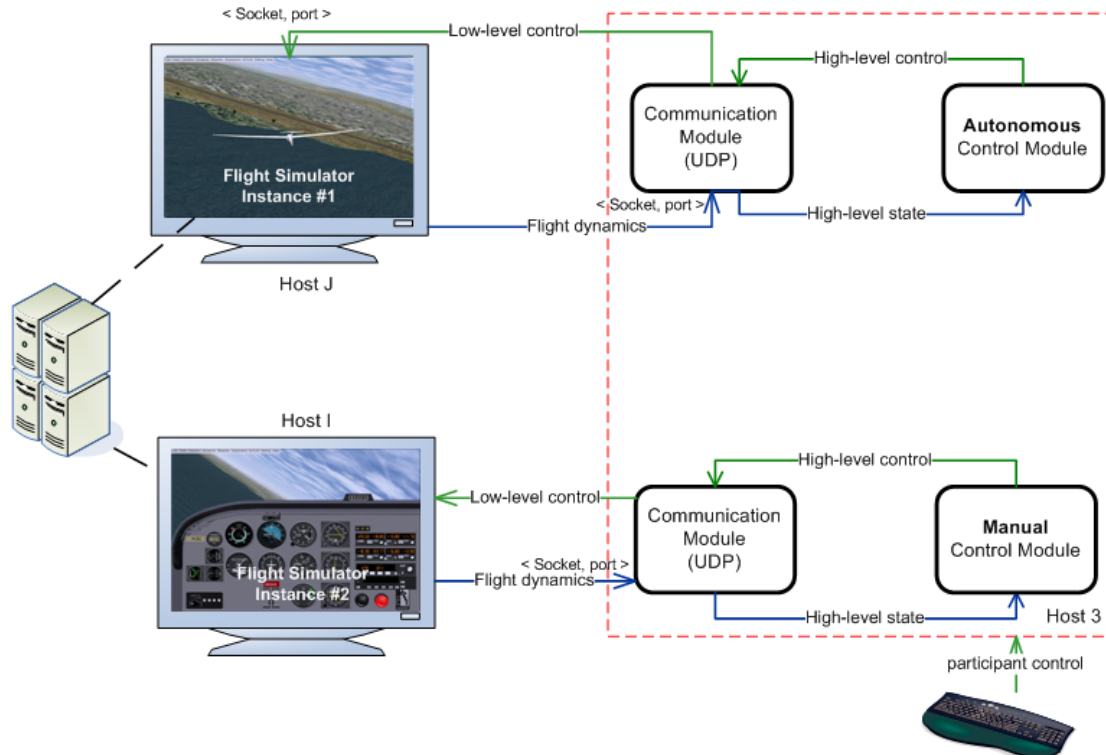 < Socket, port >
Low-level control
High-level control
Communication
Module
(UDP)
Autonomous
Control Module
Flight Simulator
Instance #1
< Socket, port >
Flight dynamics
High-level state
Host J
Host I
High-level control
Low-level control
Communication
Module
(UDP)
Manual
Control Module
< Socket, port >
Flight dynamics
Flight Simulator
Instance #2
High-level state
Host 3
participant control